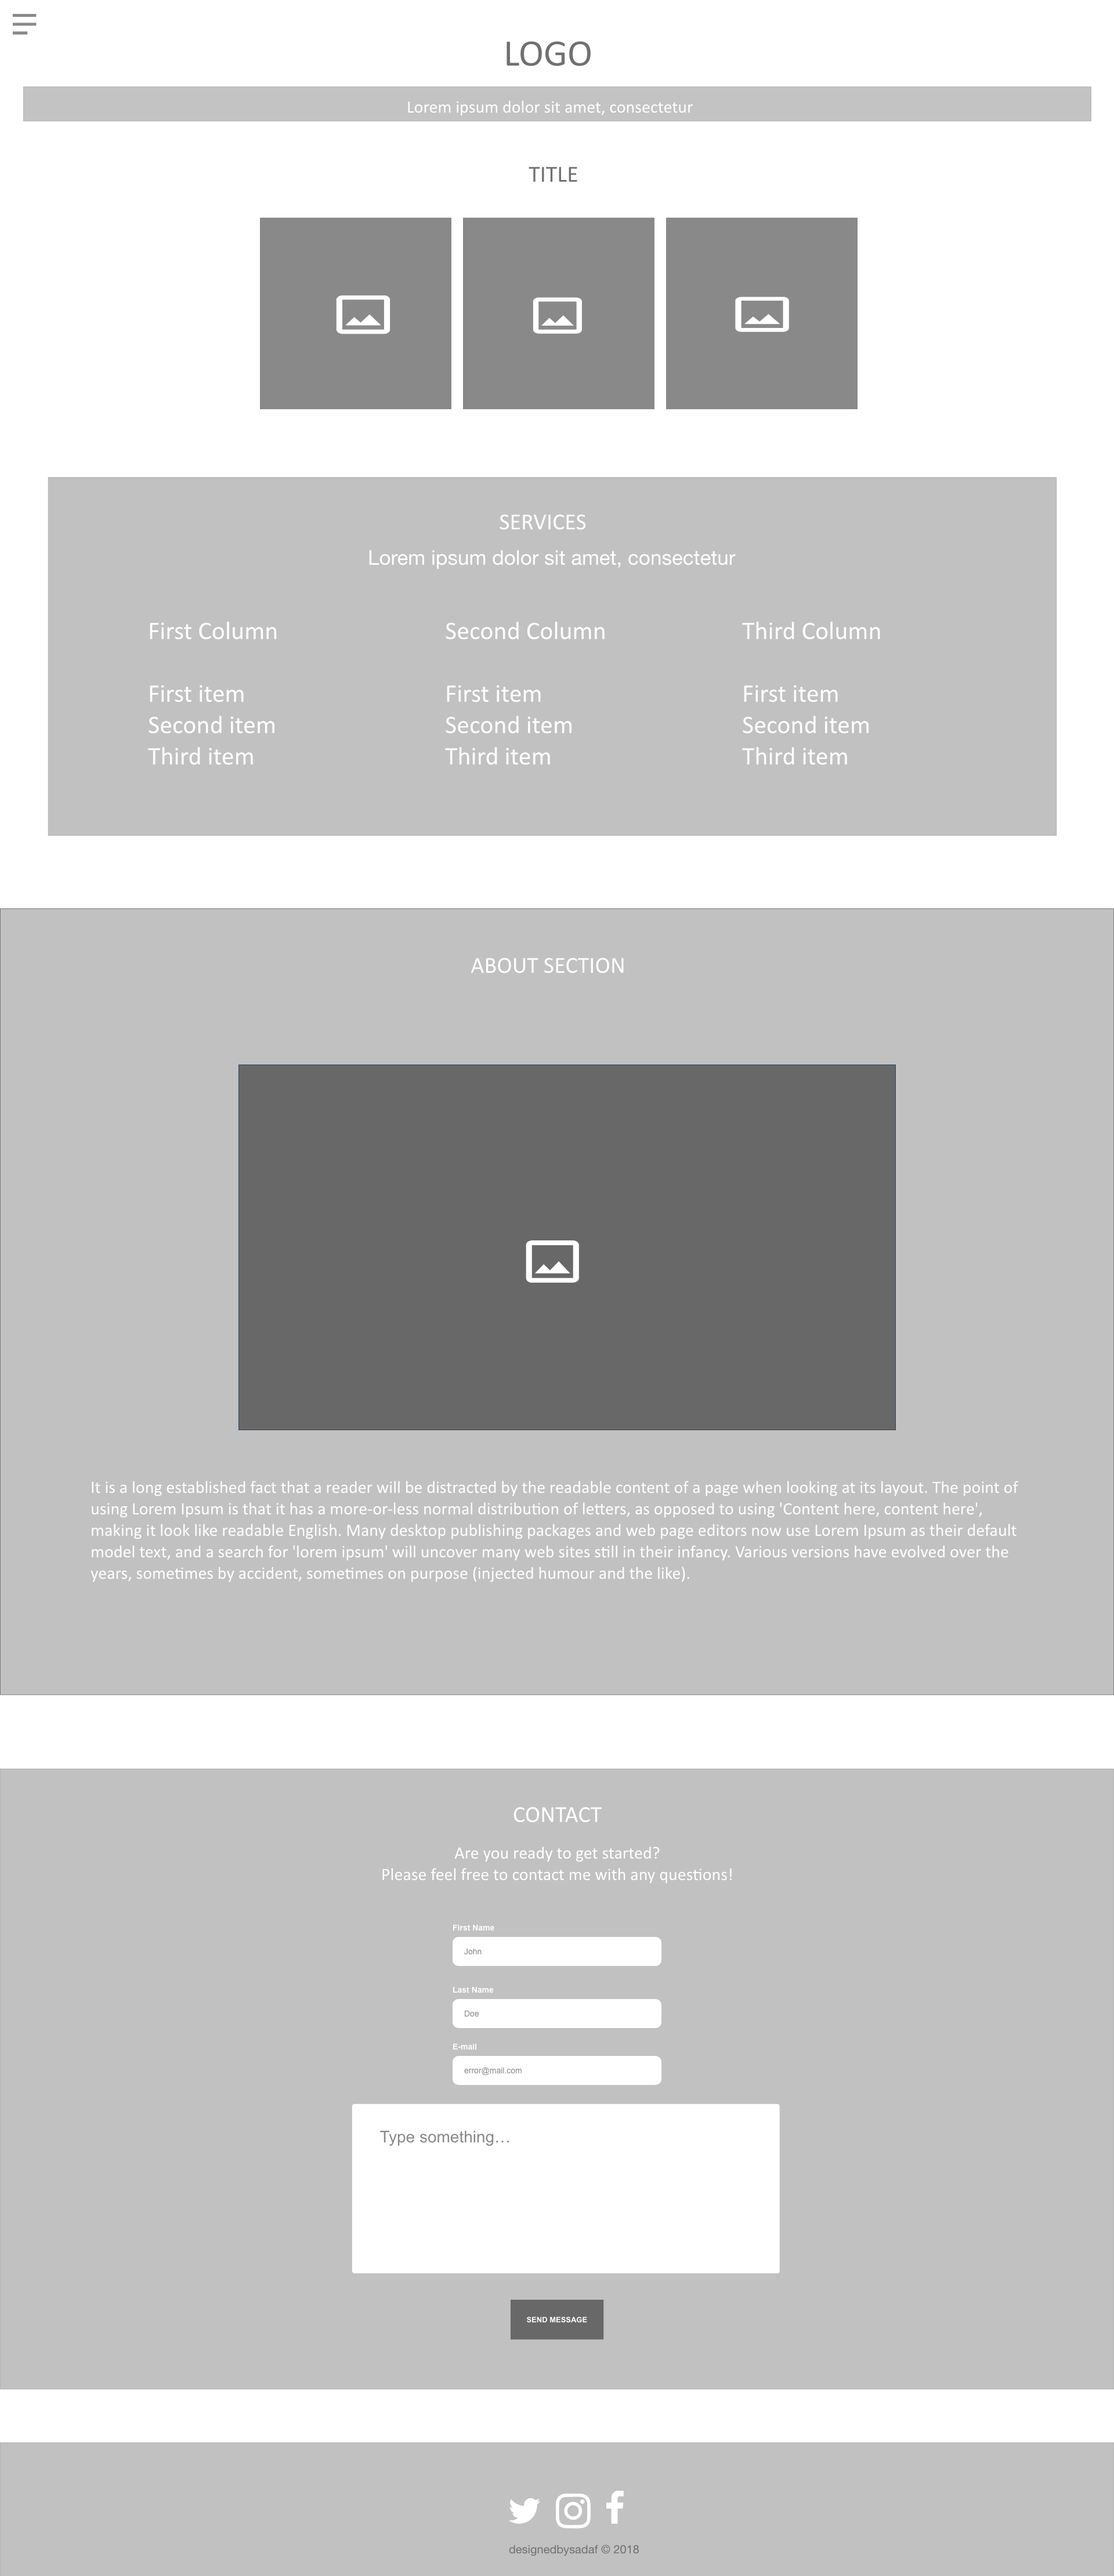 LOGO
Lorem ipsum dolor sit amet, consectetur
TITLE
SERVICES
Lorem ipsum dolor sit amet, consectetur
First Column
First item
Second item
Third item
Second Column
First item
Second item
Third item
Third Column
First item
Second item
Third item
ABOUT SECTION
It is a long established fact that a reader will be distracted by the readable content of a page when looking at its layout. The point of
using Lorem Ipsum is that it has a more-or-less normal distribution of letters, as opposed to using 'Content here, content here',
making it look like readable English. Many desktop publishing packages and web page editors now use Lorem Ipsum as their default
model text, and a search for 'lorem ipsum' will uncover many web sites still in their infancy. Various versions have evolved over the
years, sometimes by accident, sometimes on purpose (injected humour and the like).
CONTACT
Are you ready to get started?
Please feel free to contact me with any questions!
First Name
John
Last Name
Doe
E-mail
error@mail.com
Type something…
SEND MESSAGE
designedbysadaf © 2018